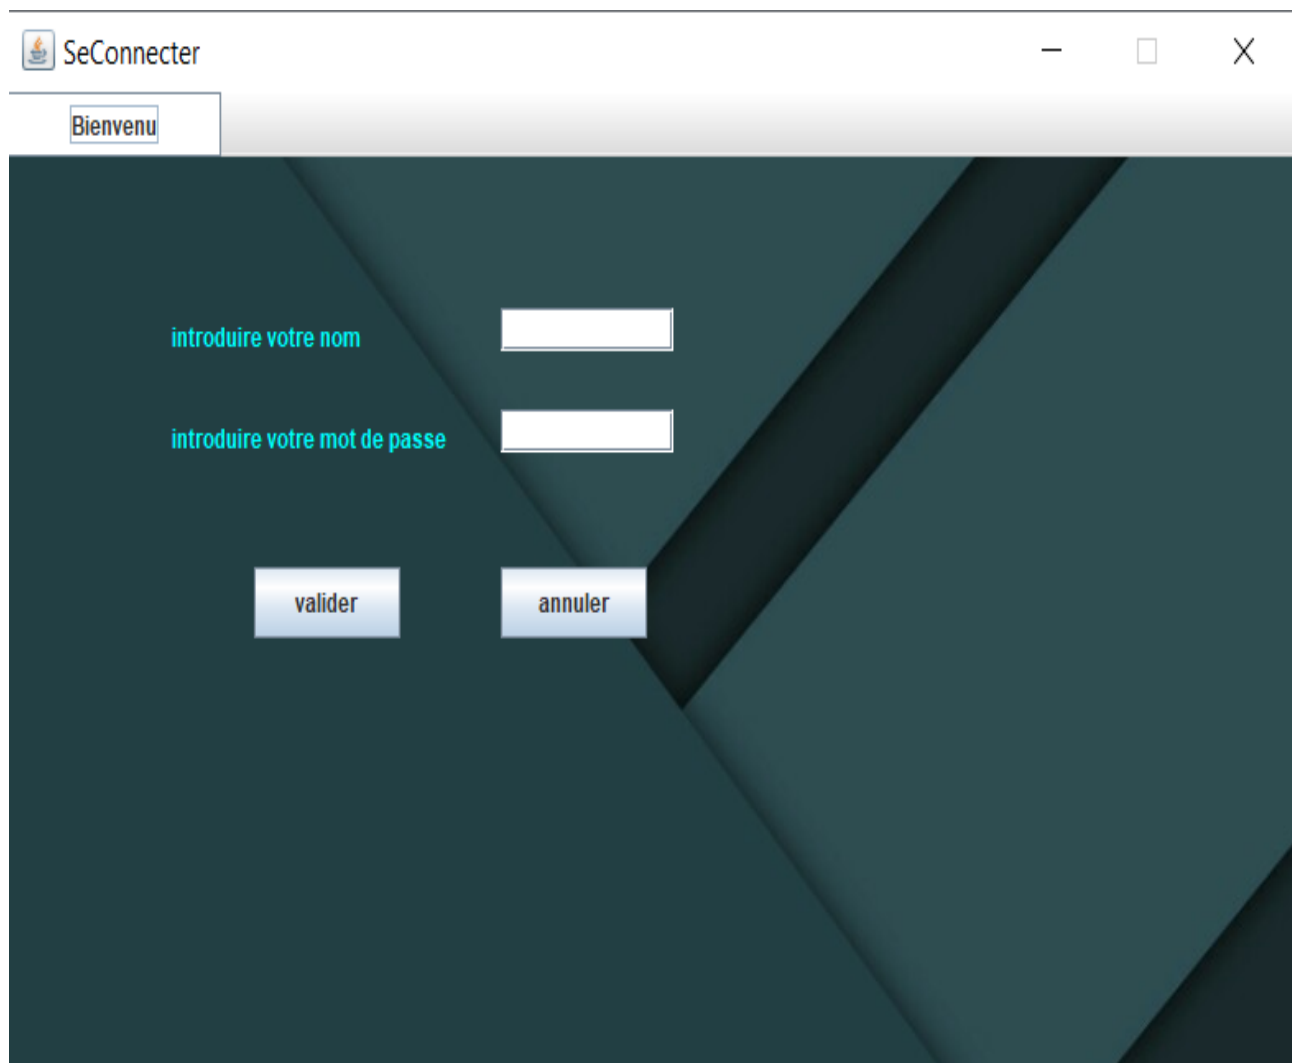 SeConnecter
Bienvenu
introduire votre nom
introduire votre mot de passe
valider annuler